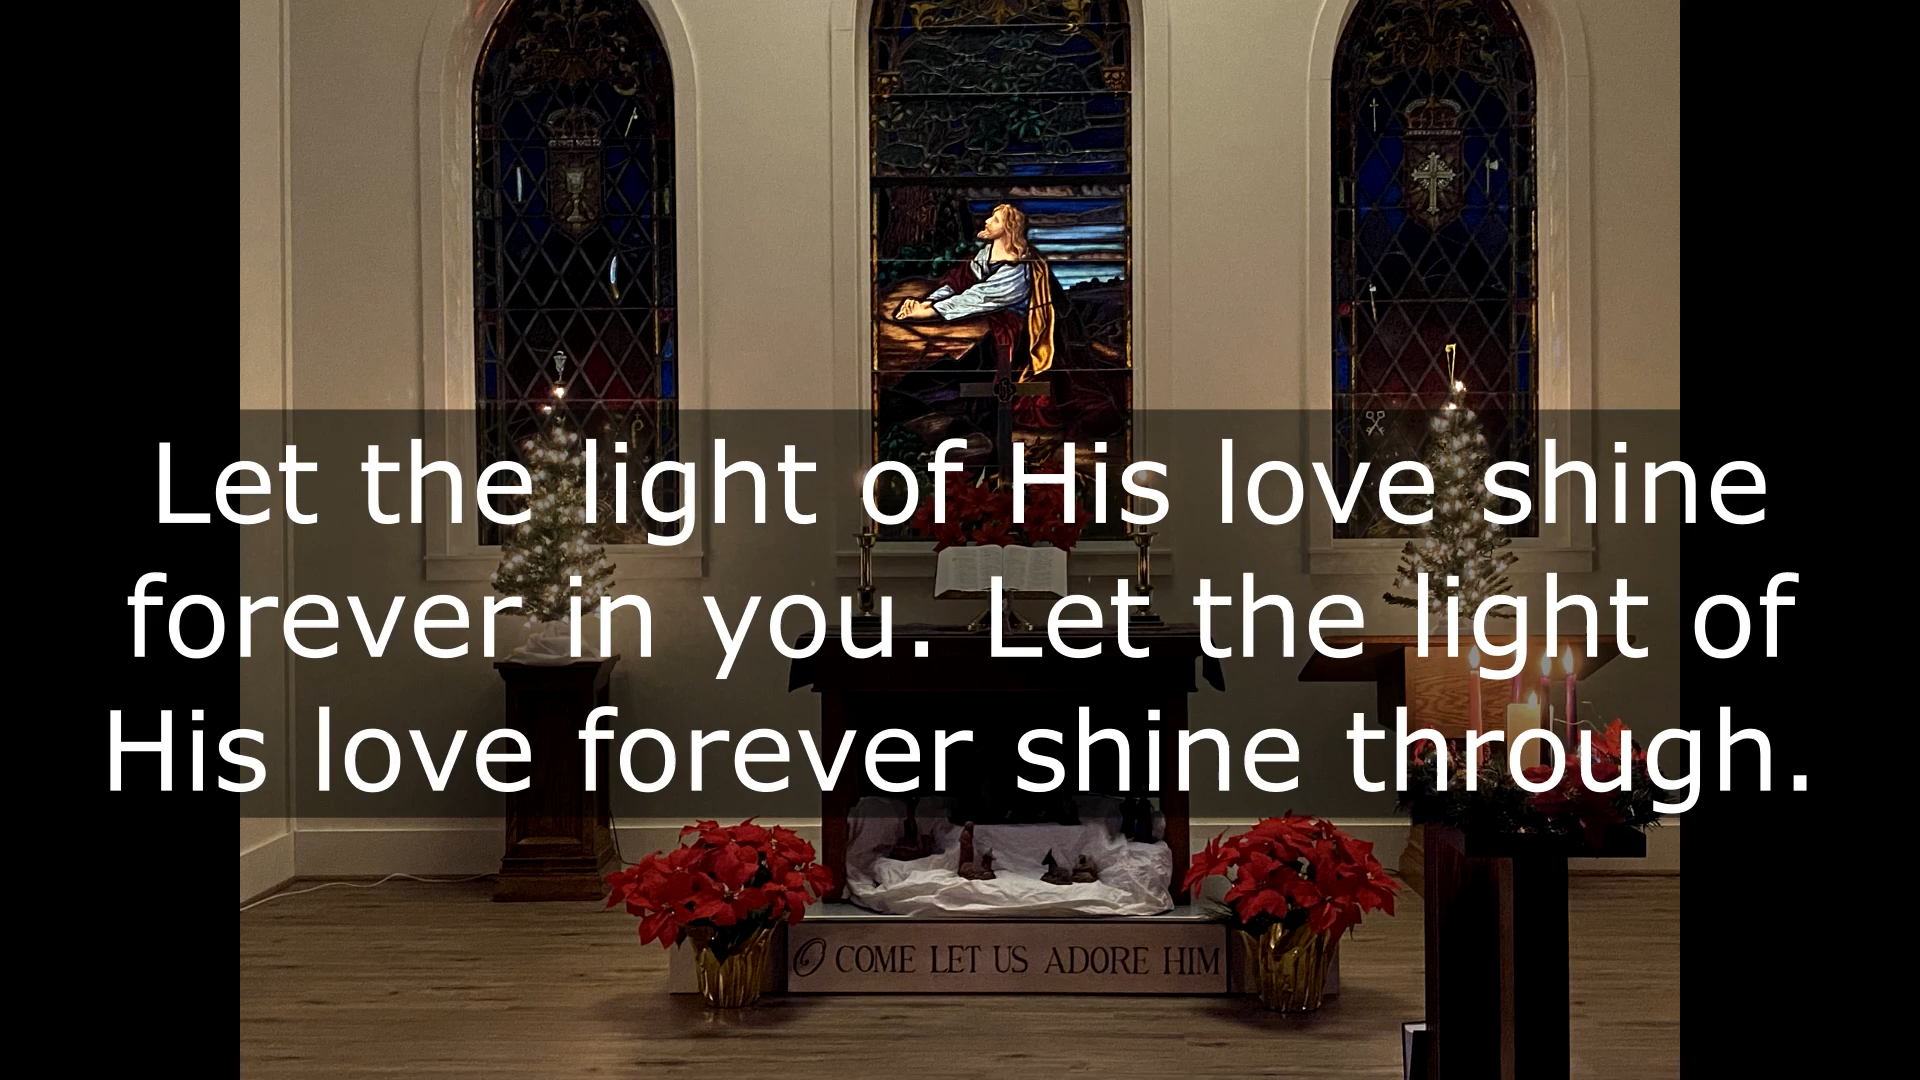 Let the light of His love shine
forever in you. Let the light of
His love forever shine through.
O COME LET US ADORE HIM